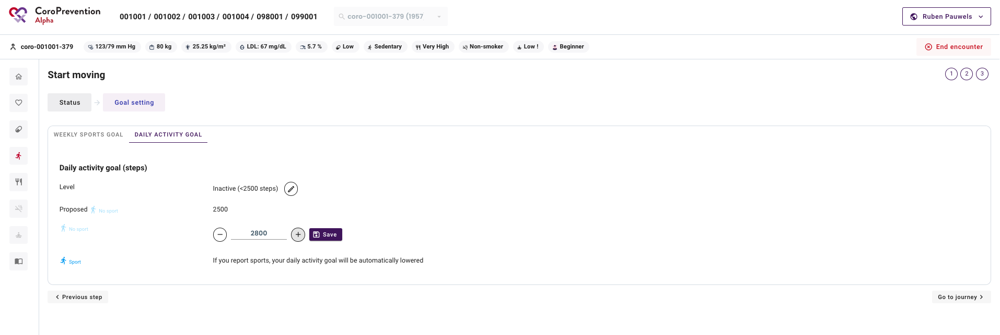 CoroPrevention
Alpha
001001 / 001002 / 001003 / 001004 / 098001 / 099001
coro-001001-379 (1957
Ruben Pauwels
coro-001001-379
123/79 mm Hg
80 kg
25.25 kg/m²
LDL: 67 mg/dL
5.7 %
Low
Sedentary
Very High
Non-smoker
Low !
Beginner
End encounter
Start moving
1 2 3
Status
Goal setting
WEEKLY SPORTS GOAL
DAILY ACTIVITY GOAL
Daily activity goal (steps)
Level
Inactive (<2500 steps)
Proposed No sport
2500
No sport
2800
Save
Sport
If you report sports, your daily activity goal will be automatically lowered
Previous step
Go to journey